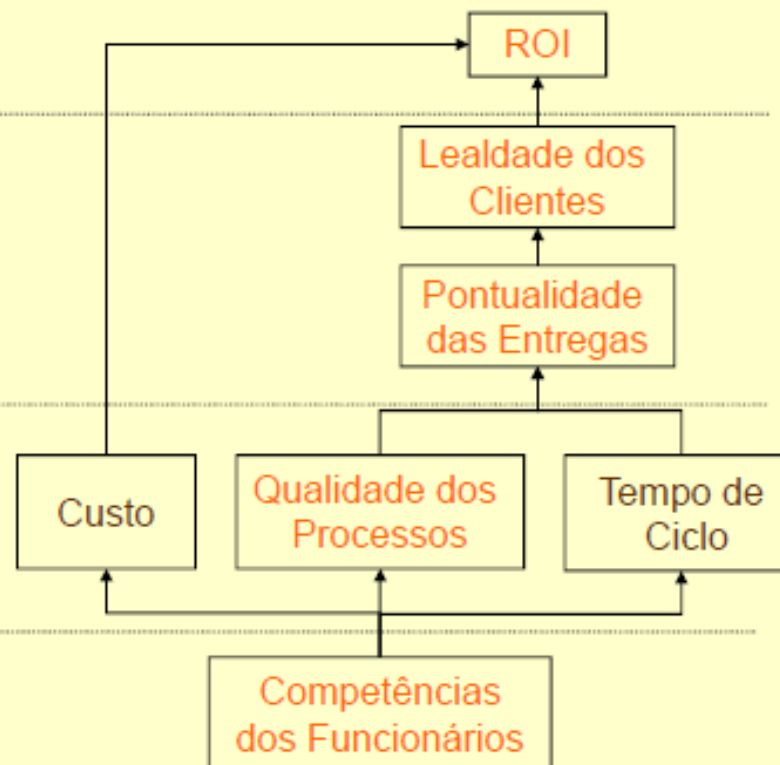 ROI
Lealdade dos
Clientes
Pontualidade
das Entregas
Custo
Qualidade dos
Processos
Tempo de
Ciclo
Competências
dos Funcionários